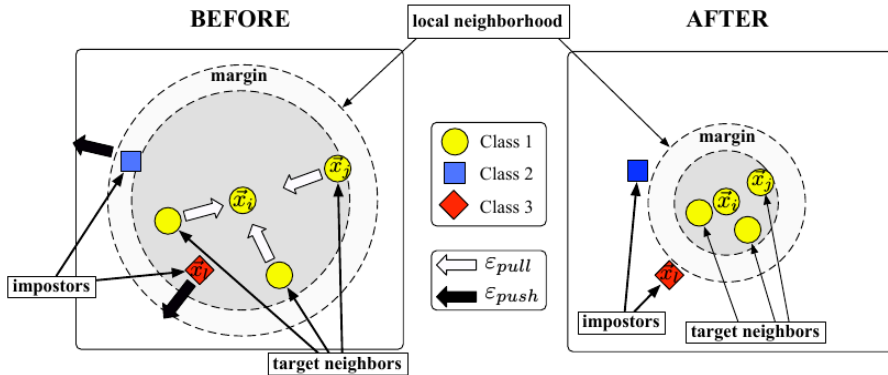 BEFORE
local neighborhood
AFTER
margin
margin
Class 1
Class 2
Class 3
x⃗ᵢ
x⃗ⱼ
x⃗ₗ
x⃗ᵢ
x⃗ⱼ
x⃗ₗ
impostors
εpull
εpush
target neighbors
impostors
target neighbors